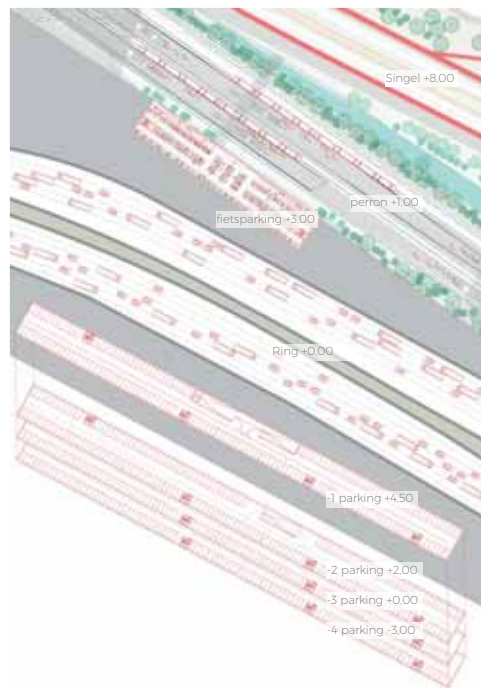 Singel +8,00
perron +1,00
fietsparking +3,00
Ring +0,00
-1 parking +4,50
-2 parking +2,00
-3 parking +0,00
-4 parking -3,00